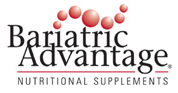 Bariatric
Advantage®
NUTRITIONAL SUPPLEMENTS